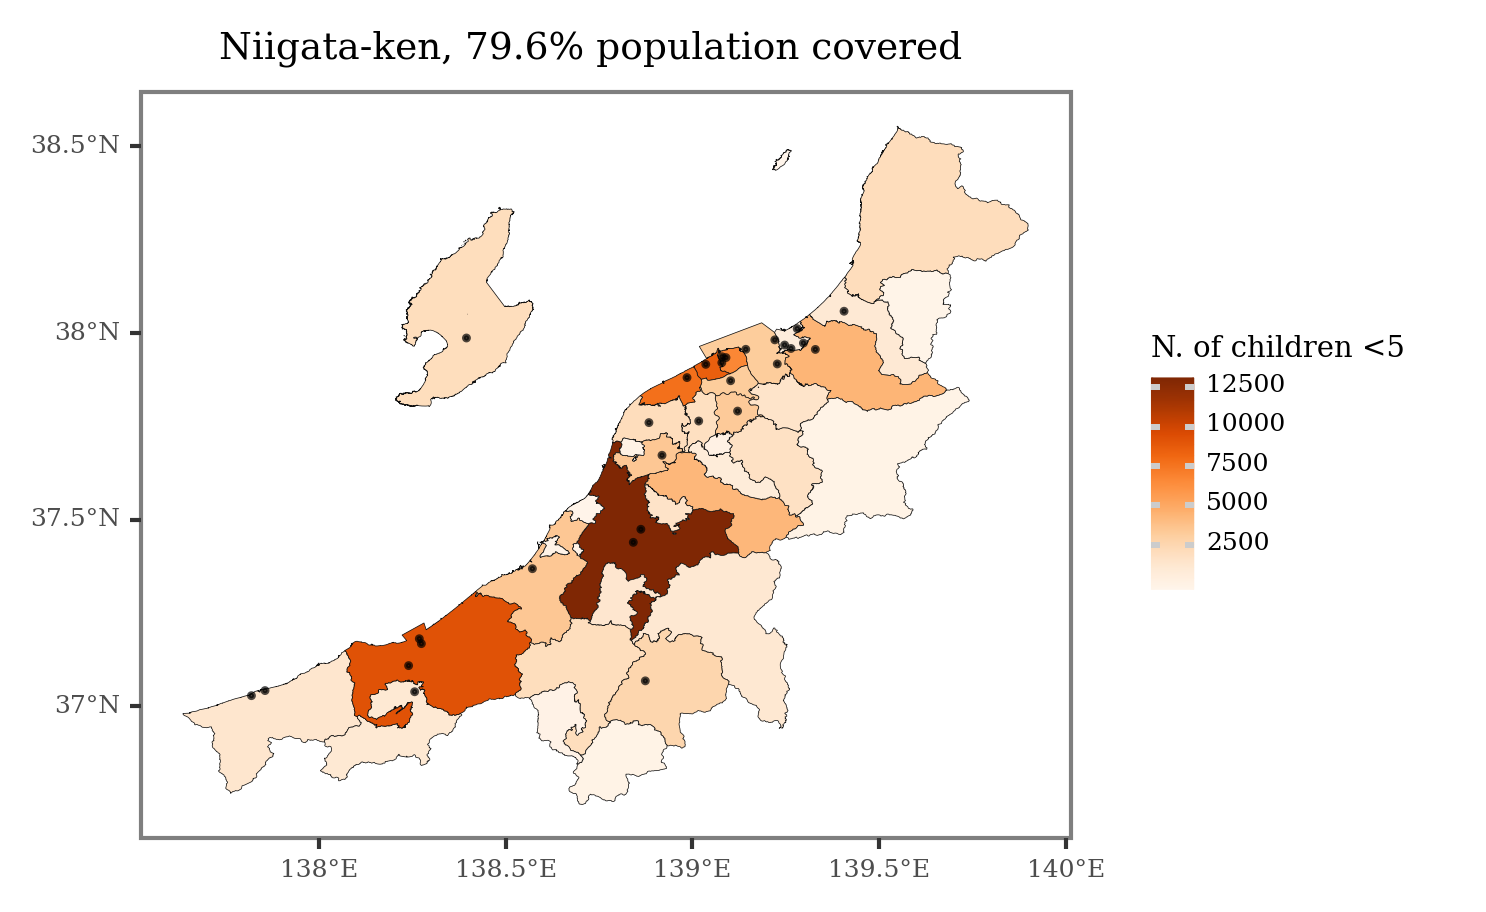 Niigata-ken, 79.6% population covered
38.5°N
38°N
37.5°N
37°N
138°E
138.5°E
139°E
139.5°E
140°E
N. of children <5
12500
10000
7500
5000
2500